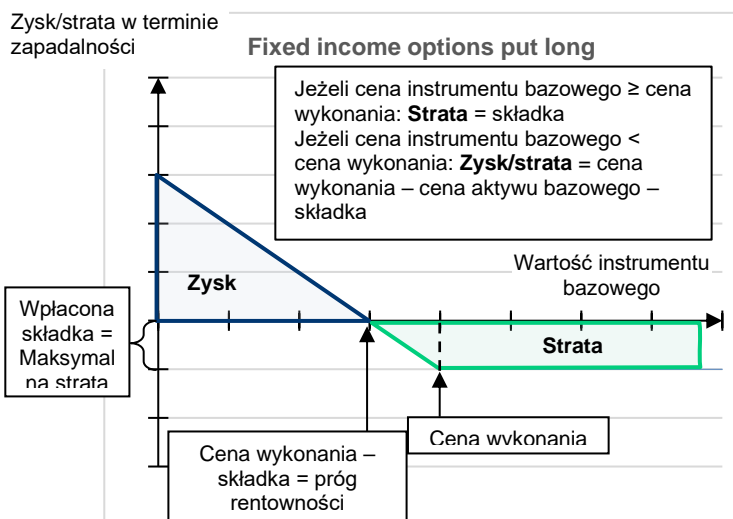 Zysk/strata w terminie
zapadalności
Fixed income options put long
Jeżeli cena instrumentu bazowego ≥ cena
wykonania: Strata = składka
Jeżeli cena instrumentu bazowego <
cena wykonania: Zysk/strata = cena
wykonania – cena aktywu bazowego –
składka
Wartość instrumentu
bazowego
Zysk
Wpłacona
składka =
Maksymal
na strata
Strata
Cena wykonania
Cena wykonania –
składka = próg
rentowności